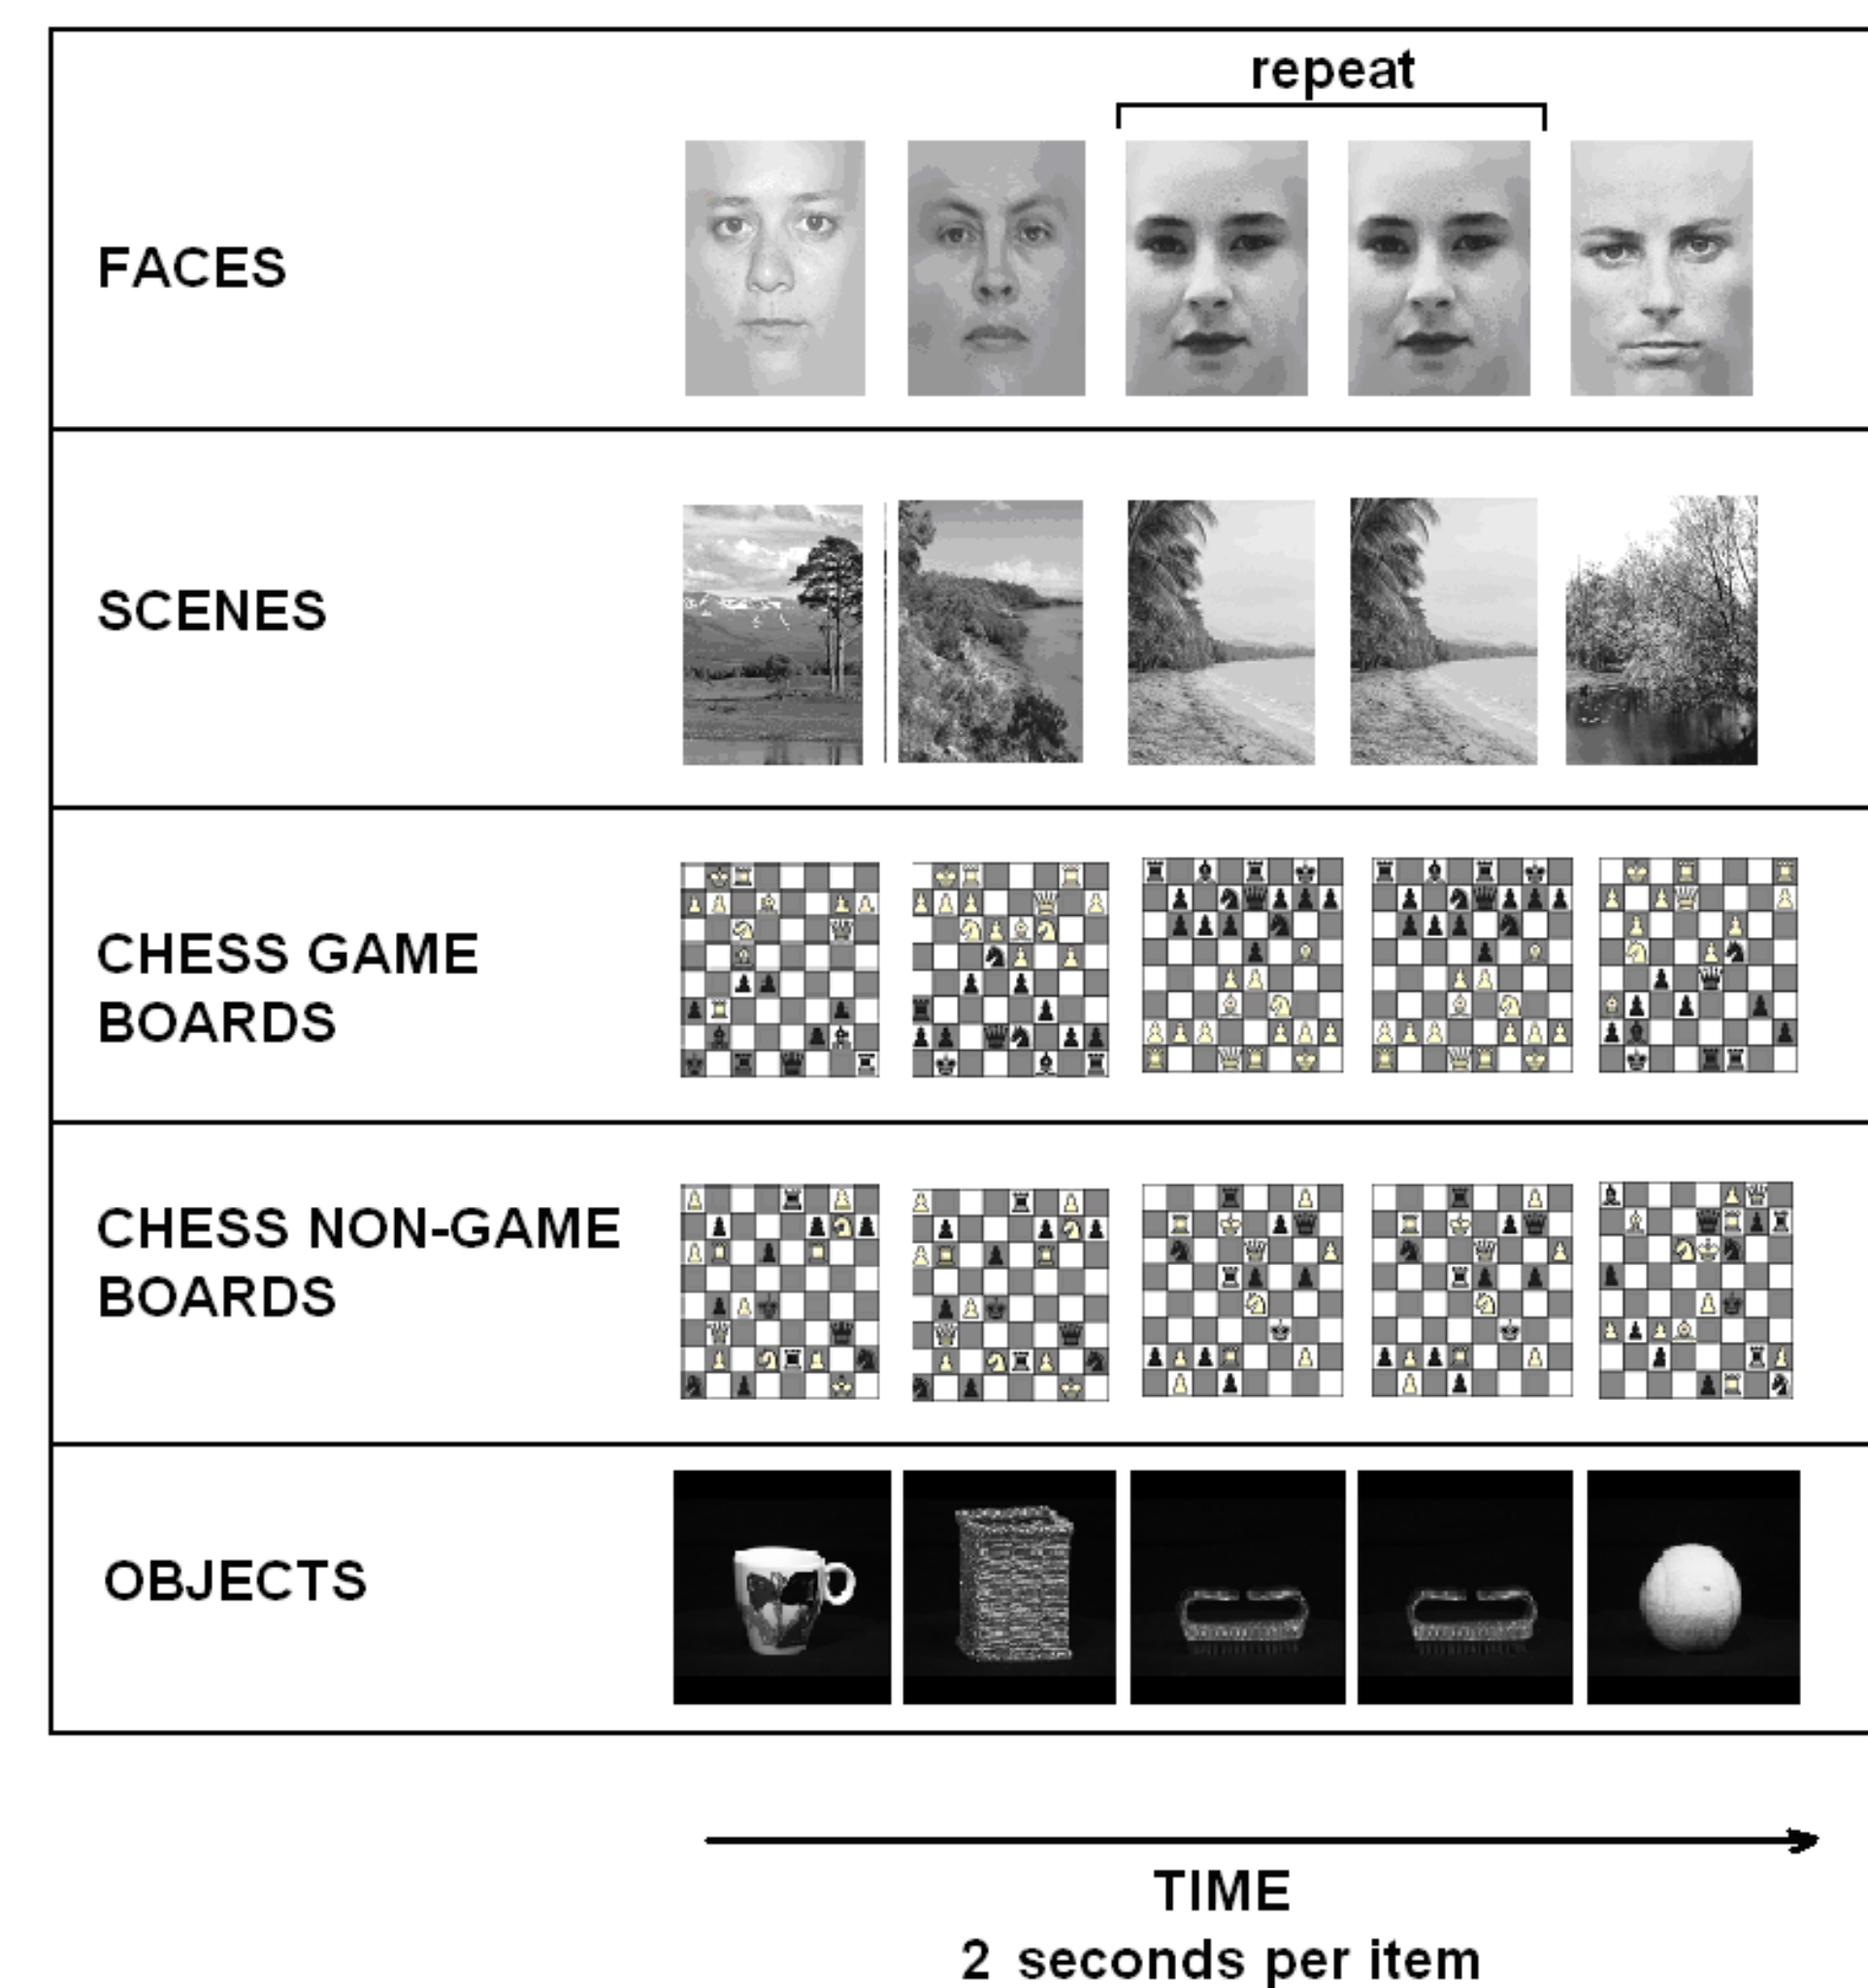 repeat
FACES
SCENES
CHESS GAME
BOARDS
CHESS NON-GAME
BOARDS
OBJECTS
TIME
2 seconds per item